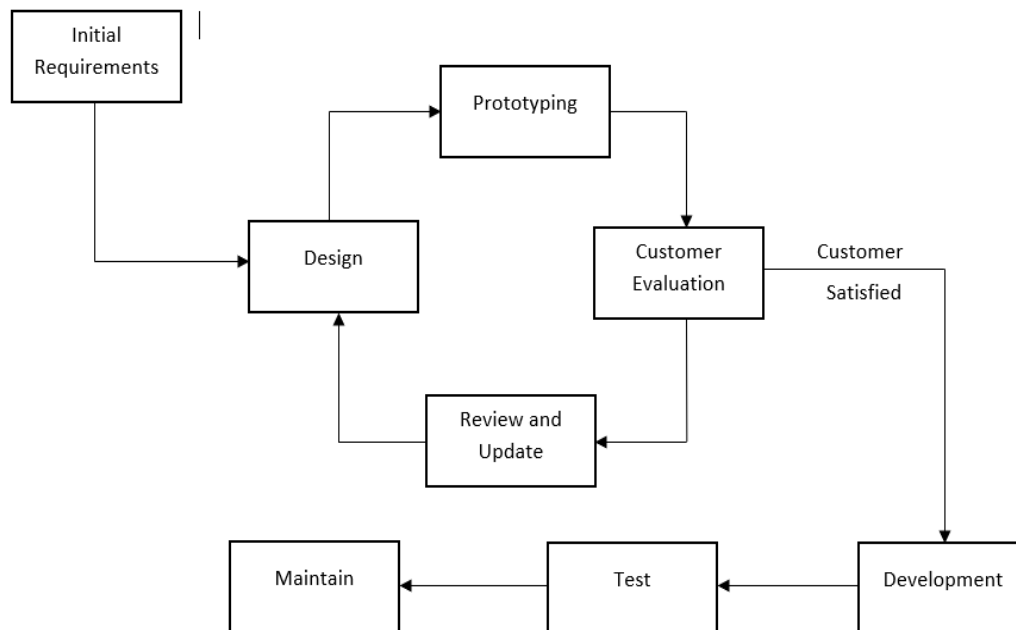 Initial
Requirements
Prototyping
Design
Customer
Evaluation
Customer
Satisfied
Review and
Update
Maintain
Test
Development